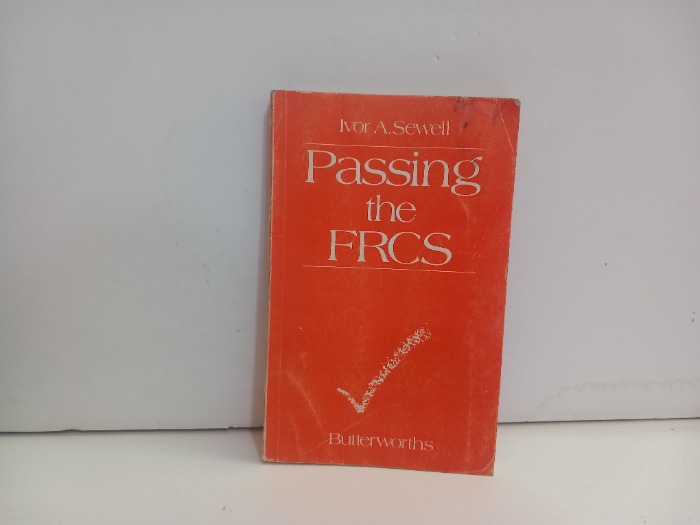 Ivor A. Sewell
Passing
the
FRCS
Butterworths